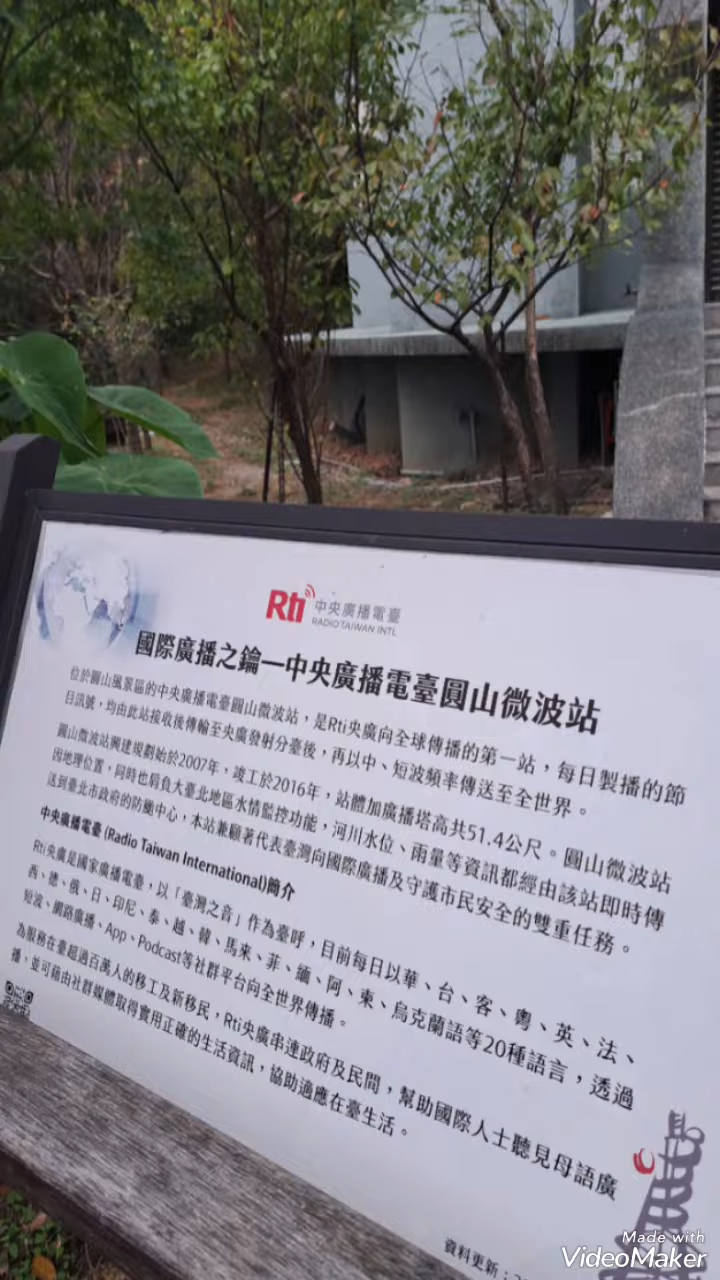 Rti 中央廣播電臺
RADIO TAIWAN INTL
國際廣播之鑰—中央廣播電臺圓山微波站
位於圓山風景區的中央廣播電臺圓山微波站，是Rti央廣向全球傳播的第一站，每日製播的節
目訊號，均由此站接收後傳輸至央廣發射分臺後，再以中、短波頻率傳送至全世界。
圓山微波站興建規劃始於2007年，竣工於2016年，站體加廣播塔高共51.4公尺。圓山微波站
因地理位置，同時也肩負大臺北地區水情監控功能，河川水位、雨量等資訊都經由該站即時傳
送到臺北市政府的防颱中心，本站兼顧著代表臺灣向國際廣播及守護市民安全的雙重任務。
中央廣播電臺 (Radio Taiwan International)簡介
Rti央廣是國家廣播電臺，以「臺灣之音」作為臺呼，目前每日以華、台、客、粵、英、法、
西、德、俄、日、印尼、泰、越、韓、馬來、菲、緬、阿、柬、烏克蘭語等20種語言，透過
短波、網路廣播、App、Podcast等社群平台向全世界傳播。
為服務在臺超過百萬人的移工及新移民，Rti央廣串連政府及民間，幫助國際人士聽見母語廣
播，並可藉由社群媒體取得實用正確的生活資訊，協助適應在臺生活。
資料更新：
Made with
VideoMaker